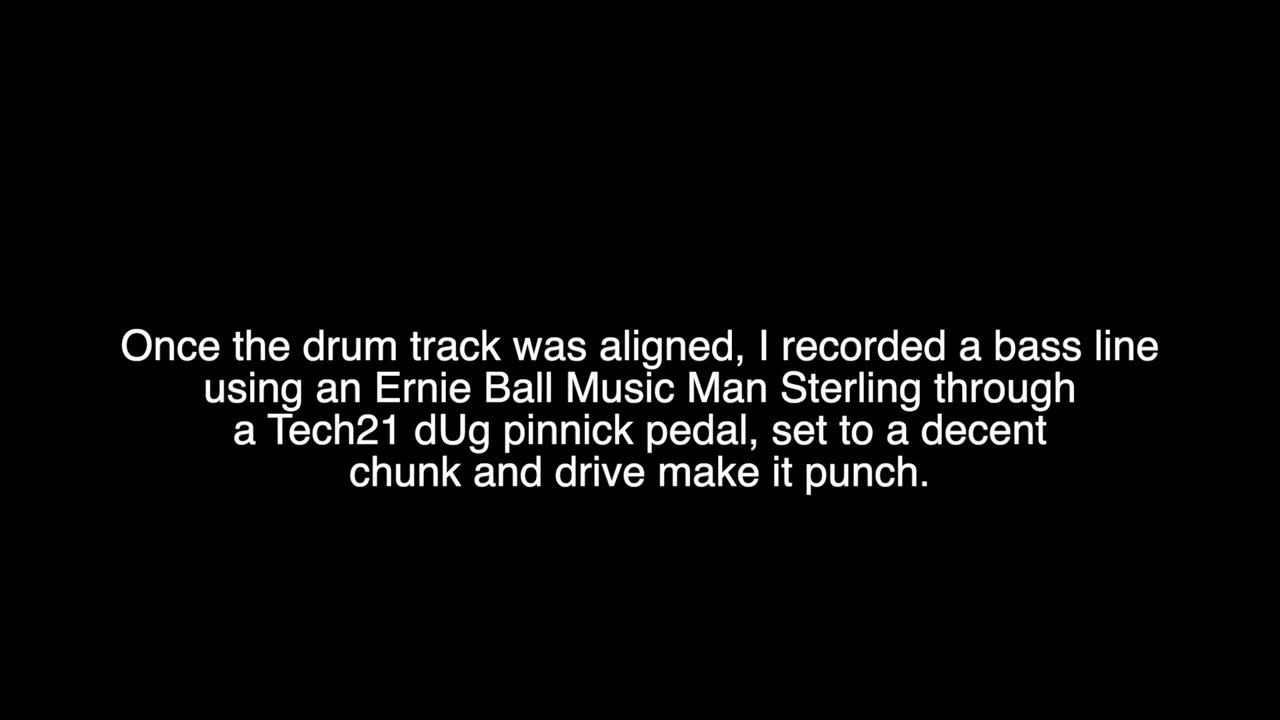 Once the drum track was aligned, I recorded a bass line
using an Ernie Ball Music Man Sterling through
a Tech21 dUg pinnick pedal, set to a decent
chunk and drive make it punch.